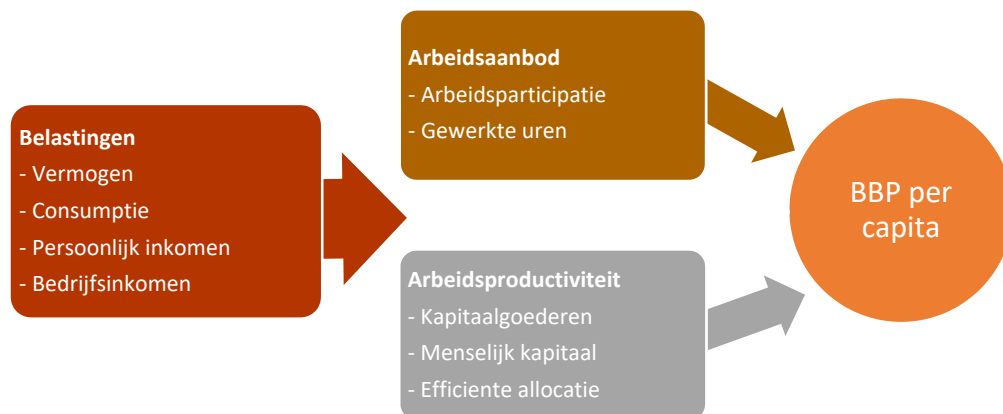 Belastingen
- Vermogen
- Consumptie
- Persoonlijk inkomen
- Bedrijfsinkomen
Arbeidsaanbod
- Arbeidsparticipatie
- Gewerkte uren
Arbeidsproductiviteit
- Kapitaalgoederen
- Menselijk kapitaal
- Efficiente allocatie
BBP per
capita